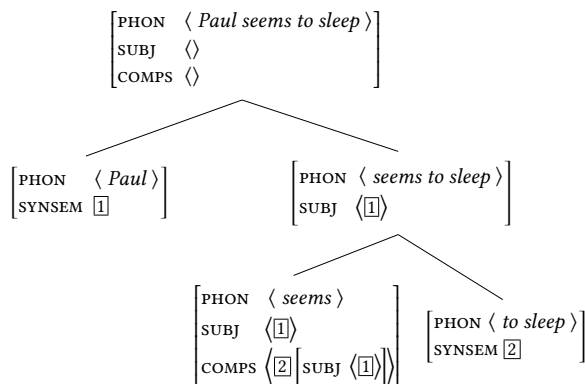 PHON ⟨ Paul seems to sleep ⟩
SUBJ ⟨⟩
COMPS ⟨⟩
PHON ⟨ Paul ⟩
SYNSEM 1
PHON ⟨ seems to sleep ⟩
SUBJ ⟨1⟩
PHON ⟨ seems ⟩
SUBJ ⟨1⟩
COMPS ⟨2[SUBJ ⟨1⟩]⟩
PHON ⟨ to sleep ⟩
SYNSEM 2